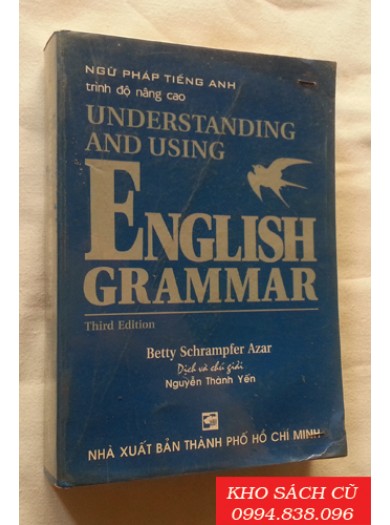 NGỮ PHÁP TIẾNG ANH
trình độ nâng cao
UNDERSTANDING
AND USING
ENGLISH
GRAMMAR
Third Edition
Betty Schrampfer Azar
Dịch và chú giải
Nguyễn Thành Yến
NHÀ XUẤT BẢN THÀNH PHỐ HỒ CHÍ MINH
KHO SÁCH CŨ
0994.838.096